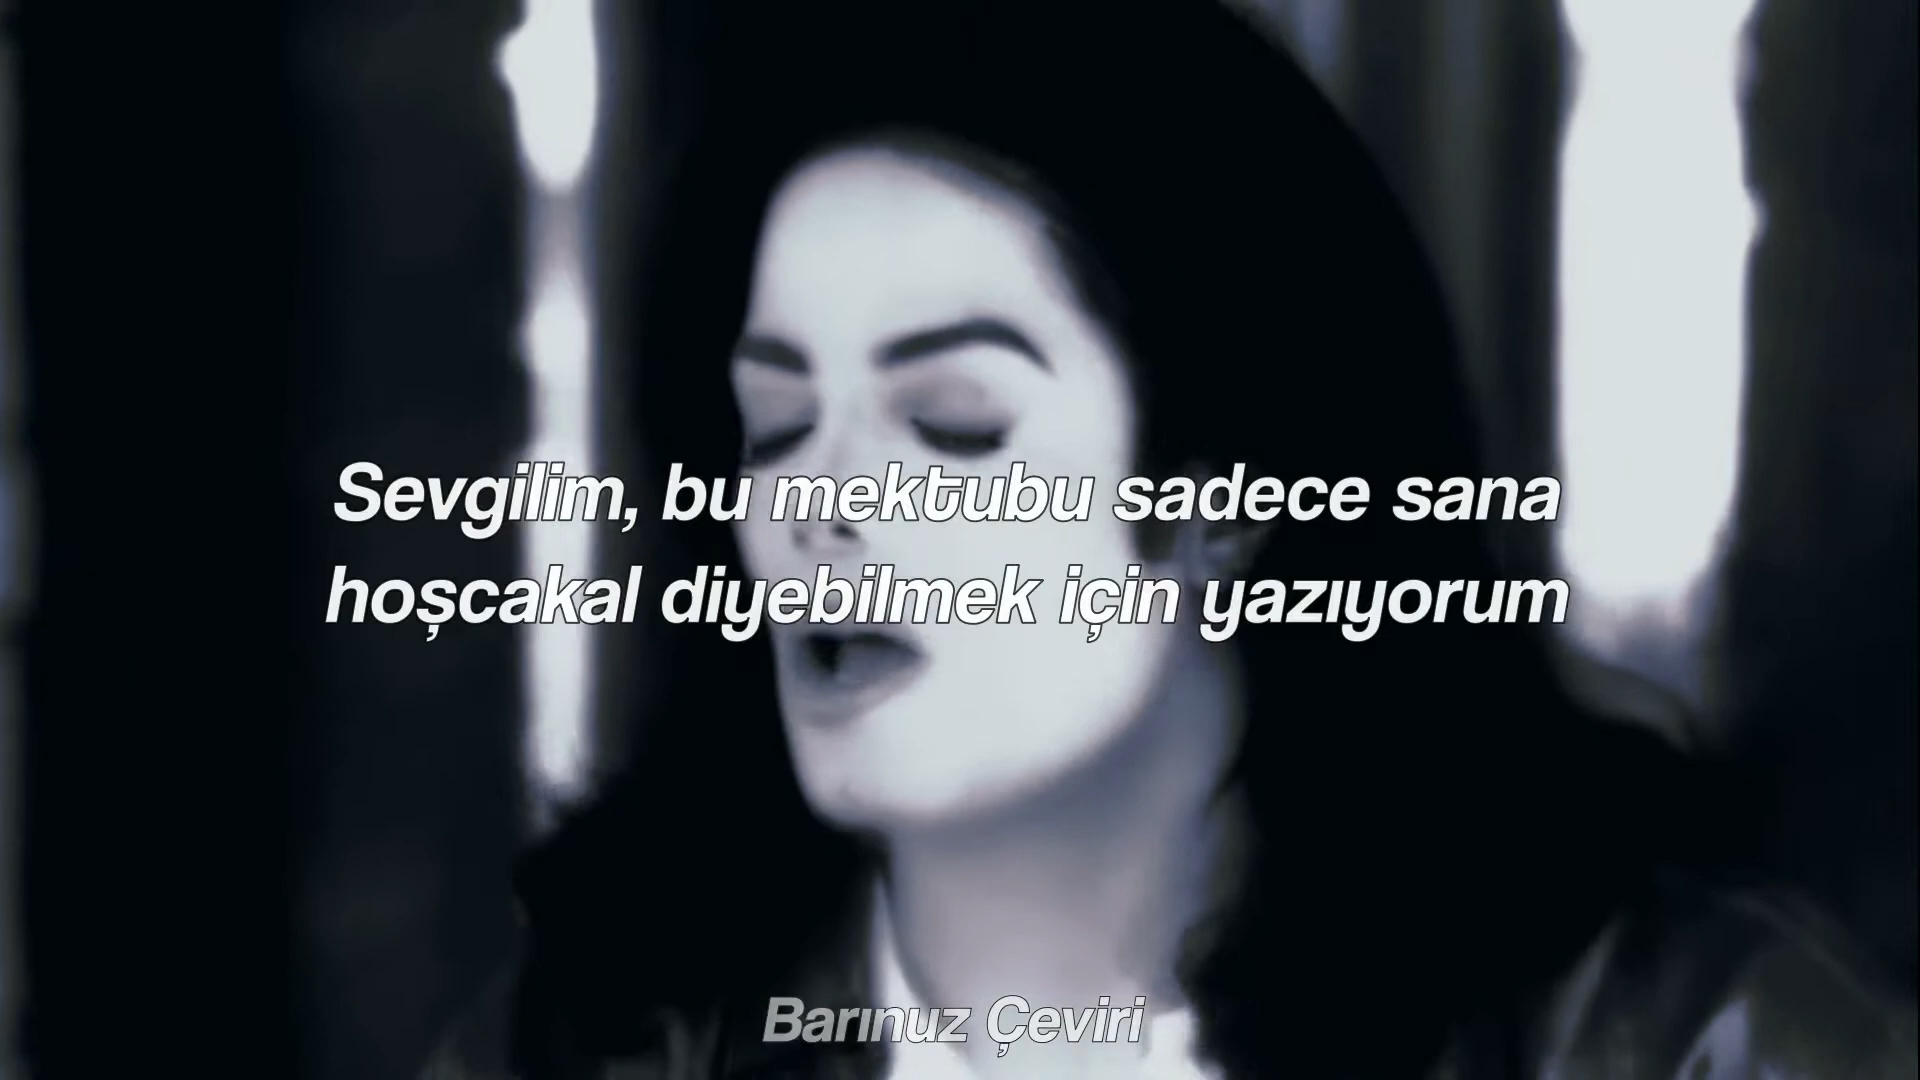 Sevgilim, bu mektubu sadece sana
hoşcakal diyebilmek için yazıyorum
Barınuz Çeviri